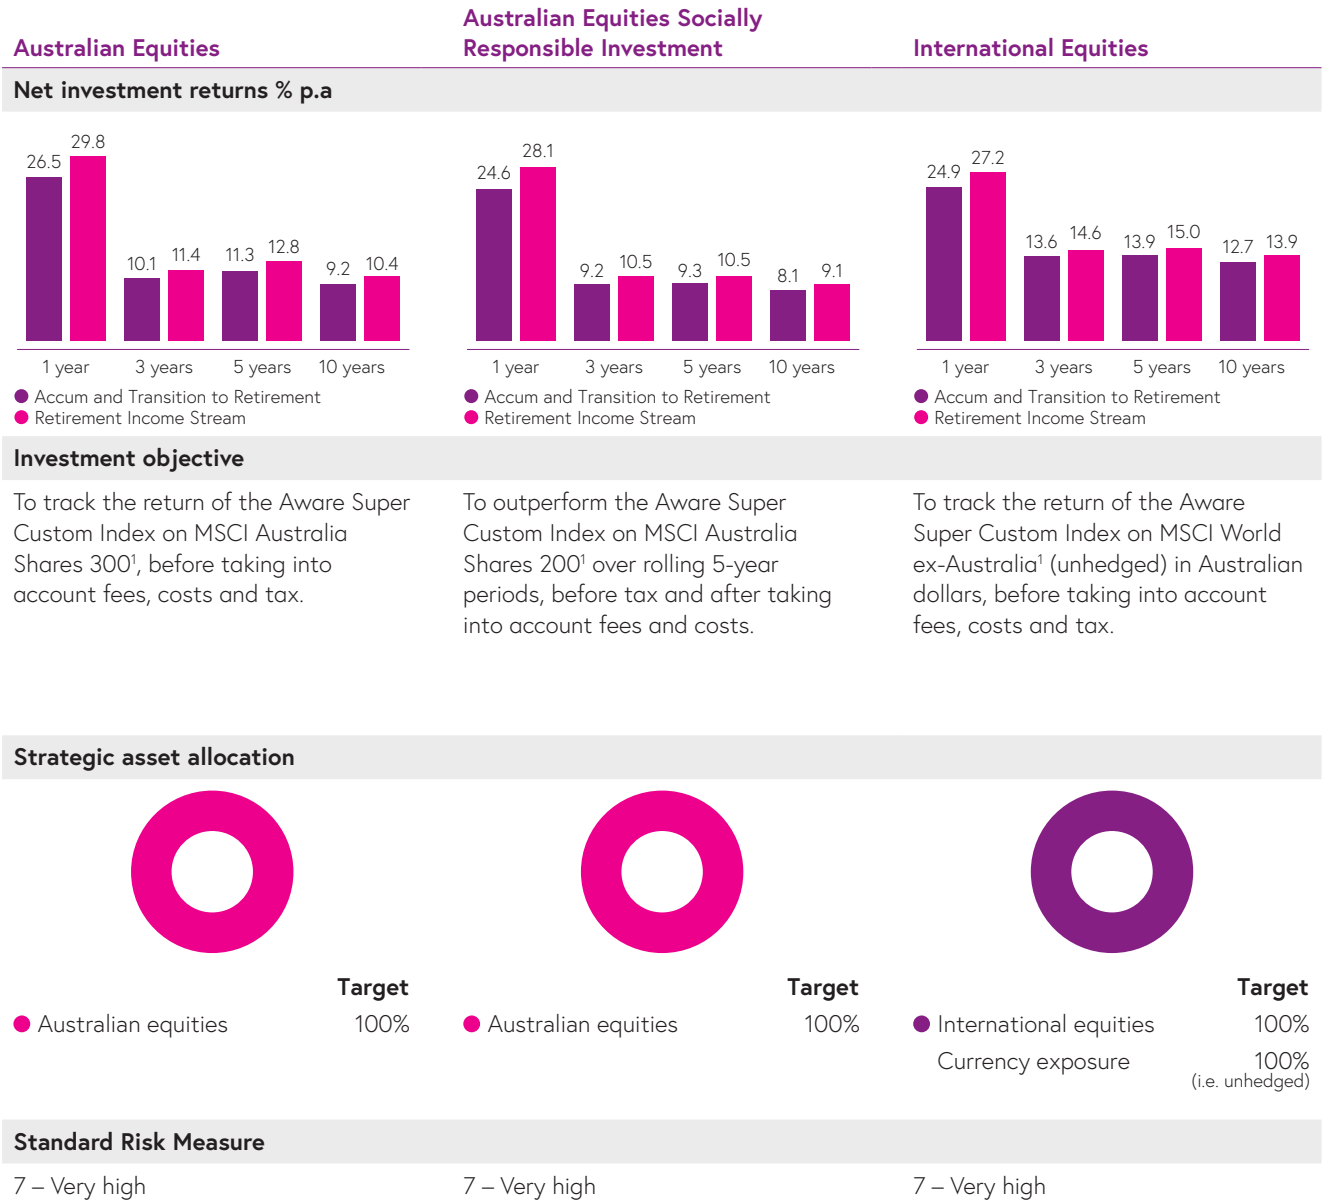 Australian Equities
Australian Equities Socially
Responsible Investment
International Equities
Net investment returns % p.a
26.5
29.8
10.1
11.4
11.3
12.8
9.2
10.4
1 year
3 years
5 years
10 years
Accum and Transition to Retirement
Retirement Income Stream
24.6
28.1
9.2
10.5
9.3
10.5
8.1
9.1
1 year
3 years
5 years
10 years
Accum and Transition to Retirement
Retirement Income Stream
24.9
27.2
13.6
14.6
13.9
15.0
12.7
13.9
1 year
3 years
5 years
10 years
Accum and Transition to Retirement
Retirement Income Stream
Investment objective
To track the return of the Aware Super
Custom Index on MSCI Australia
Shares 300¹, before taking into
account fees, costs and tax.
To outperform the Aware Super
Custom Index on MSCI Australia
Shares 200¹ over rolling 5-year
periods, before tax and after taking
into account fees and costs.
To track the return of the Aware
Super Custom Index on MSCI World
ex-Australia¹ (unhedged) in Australian
dollars, before taking into account
fees, costs and tax.
Strategic asset allocation
Target
Australian equities 100%
Target
Australian equities 100%
Target
International equities 100%
Currency exposure 100%
(i.e. unhedged)
Standard Risk Measure
7 – Very high
7 – Very high
7 – Very high